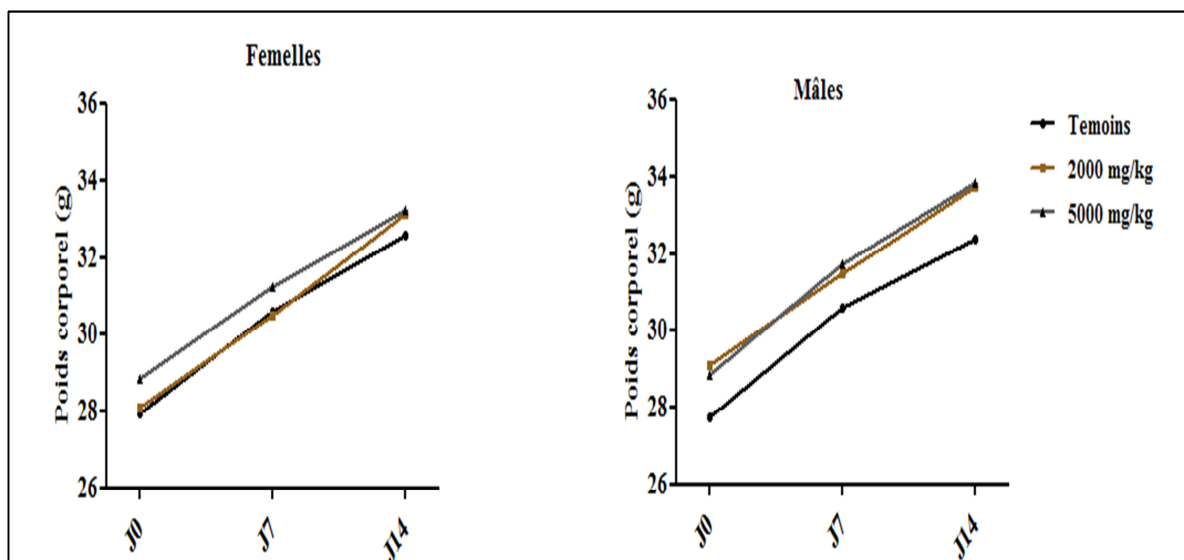 Femelles
Poids corporel (g)
36
34
32
30
28
26
J0
J7
J14
Mâles
Poids corporel (g)
36
34
32
30
28
26
J0
J7
J14
Temoins
2000 mg/kg
5000 mg/kg